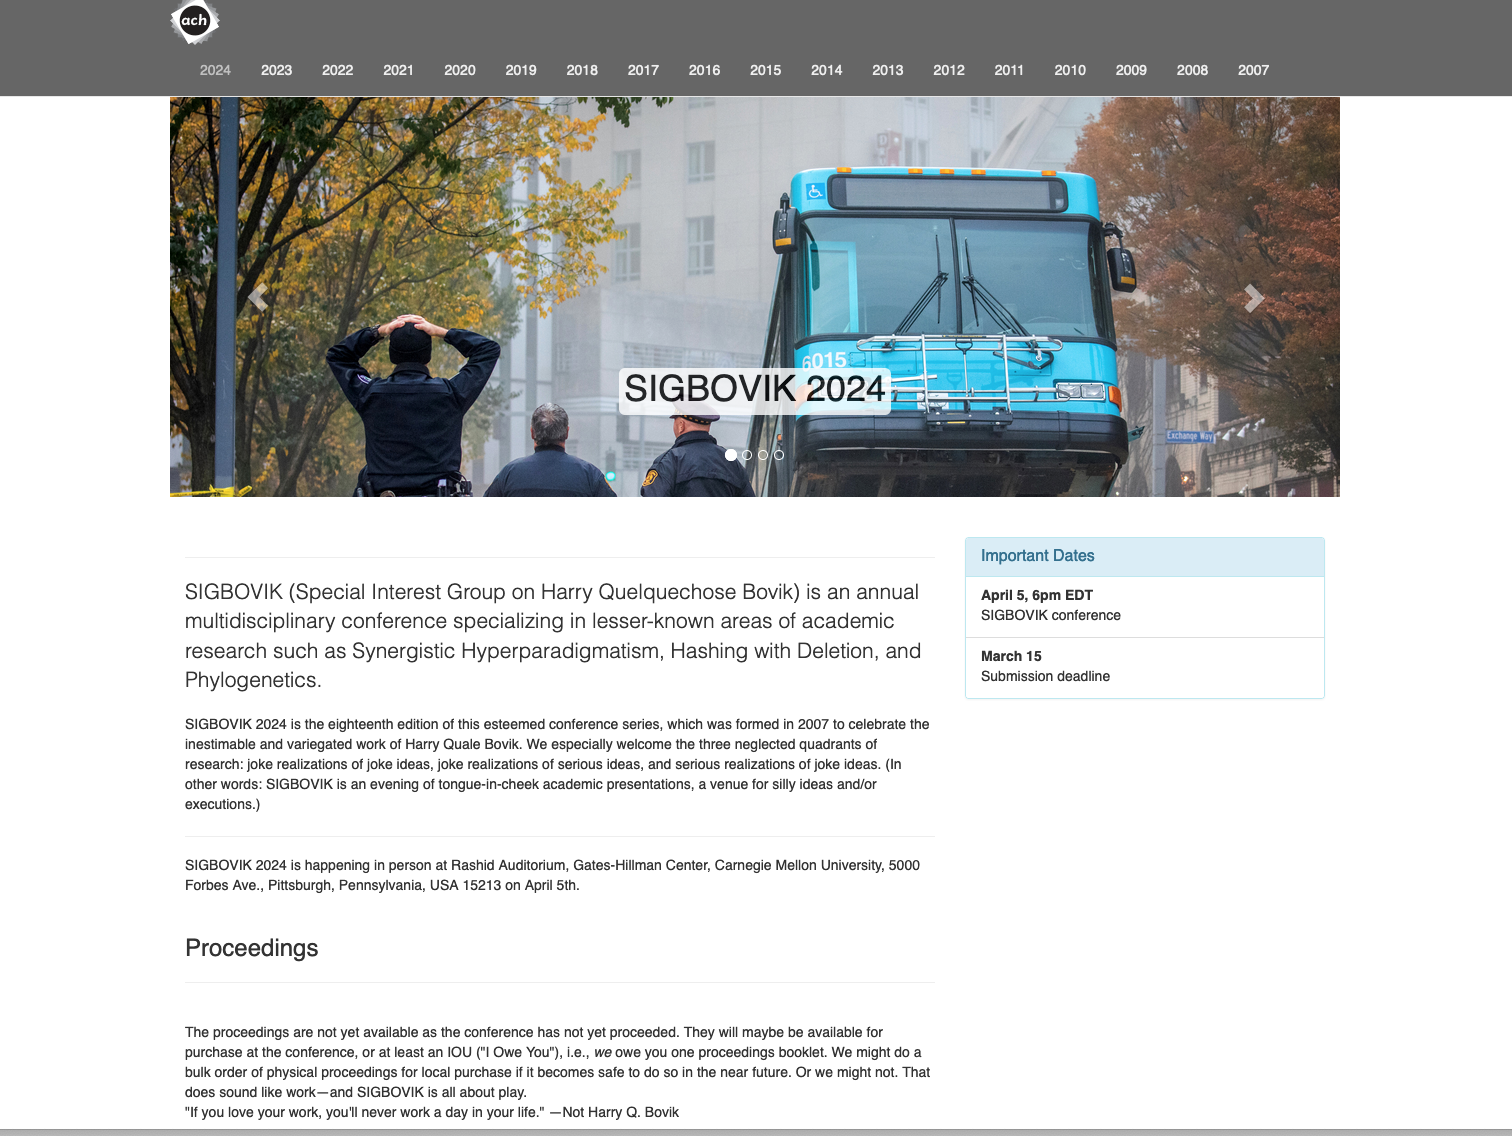 ach
2024 2023 2022 2021 2020 2019 2018 2017 2016 2015 2014 2013 2012 2011 2010 2009 2008 2007
6015
SIGBOVIK 2024
Exchange Way
SIGBOVIK (Special Interest Group on Harry Quelquechose Bovik) is an annual
multidisciplinary conference specializing in lesser-known areas of academic
research such as Synergistic Hyperparadigmatism, Hashing with Deletion, and
Phylogenetics.
SIGBOVIK 2024 is the eighteenth edition of this esteemed conference series, which was formed in 2007 to celebrate the
inestimable and variegated work of Harry Quale Bovik. We especially welcome the three neglected quadrants of
research: joke realizations of joke ideas, joke realizations of serious ideas, and serious realizations of joke ideas. (In
other words: SIGBOVIK is an evening of tongue-in-cheek academic presentations, a venue for silly ideas and/or
executions.)
SIGBOVIK 2024 is happening in person at Rashid Auditorium, Gates-Hillman Center, Carnegie Mellon University, 5000
Forbes Ave., Pittsburgh, Pennsylvania, USA 15213 on April 5th.
Proceedings
The proceedings are not yet available as the conference has not yet proceeded. They will maybe be available for
purchase at the conference, or at least an IOU ("I Owe You"), i.e., we owe you one proceedings booklet. We might do a
bulk order of physical proceedings for local purchase if it becomes safe to do so in the near future. Or we might not. That
does sound like work—and SIGBOVIK is all about play.
"If you love your work, you'll never work a day in your life." —Not Harry Q. Bovik
Important Dates
April 5, 6pm EDT
SIGBOVIK conference
March 15
Submission deadline